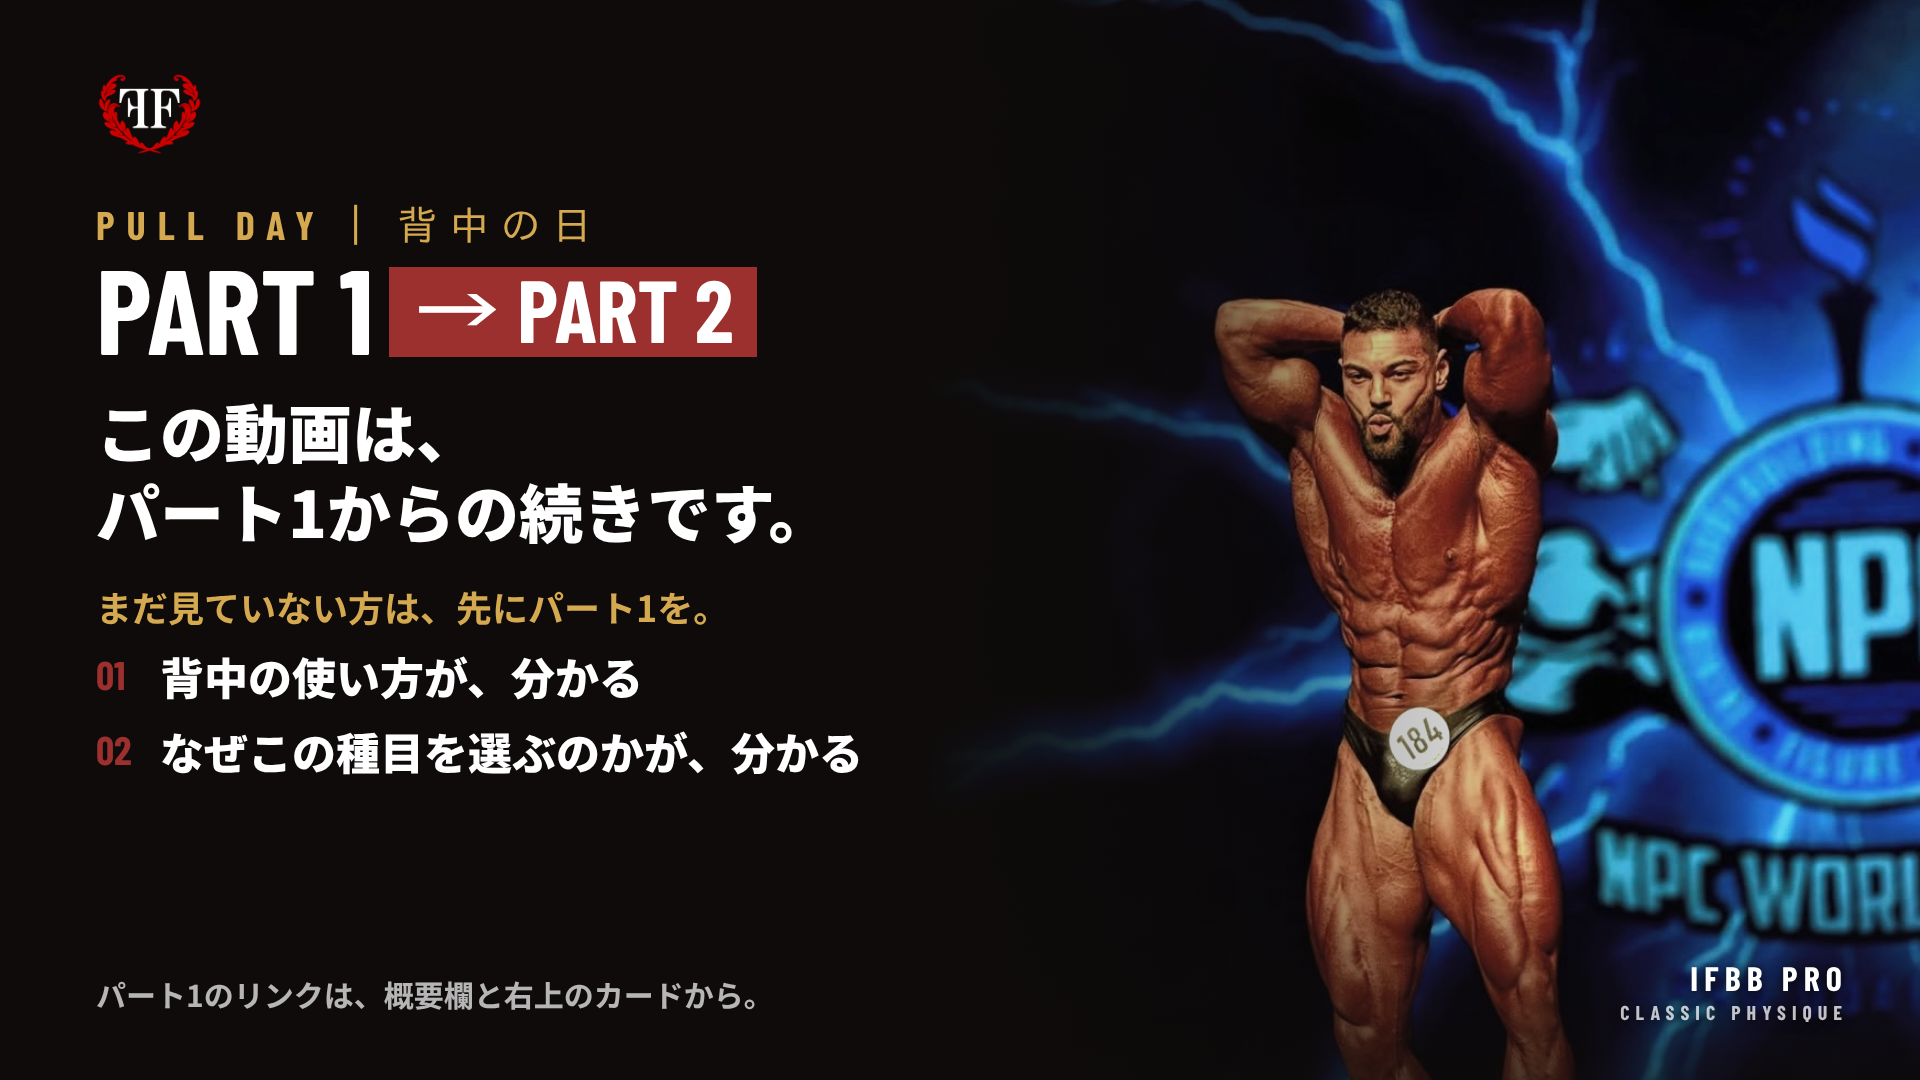 FF
PULL DAY | 背中の日
PART 1 → PART 2
この動画は、
パート1からの続きです。
まだ見ていない方は、先にパート1を。
01 背中の使い方が、分かる
02 なぜこの種目を選ぶのかが、分かる
パート1のリンクは、概要欄と右上のカードから。
184
NP
NPC WORL
IFBB PRO
CLASSIC PHYSIQUE